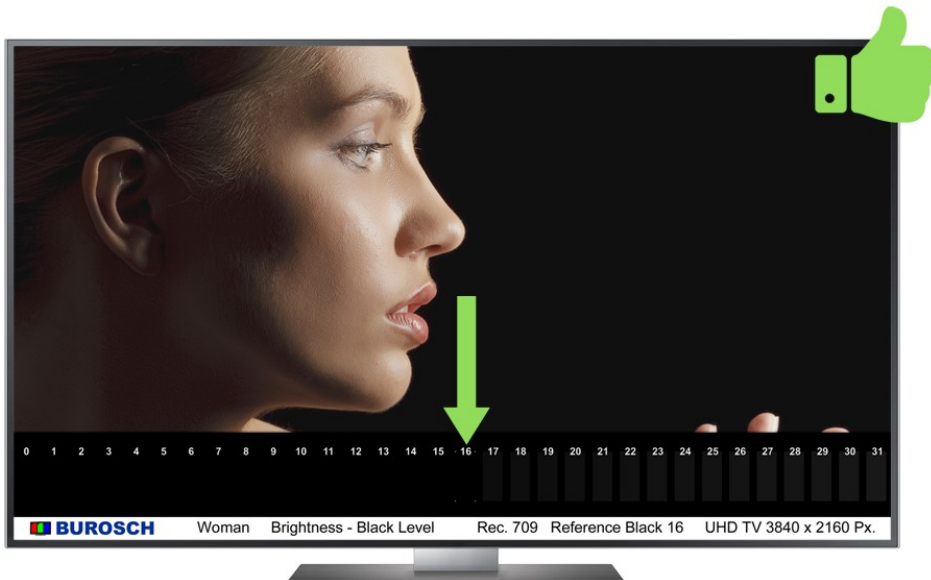 0 1 2 3 4 5 6 7 8 9 10 11 12 13 14 15 16 17 18 19 20 21 22 23 24 25 26 27 28 29 30 31
BUROSCH Woman Brightness - Black Level Rec. 709 Reference Black 16 UHD TV 3840 x 2160 Px.